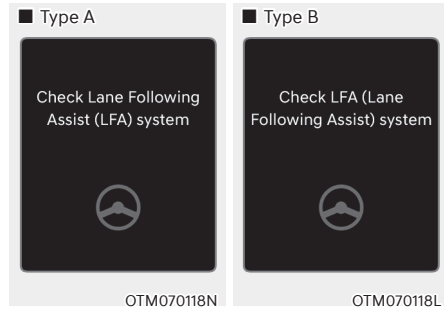 ■ Type A
Check Lane Following
Assist (LFA) system
OTM070118N
■ Type B
Check LFA (Lane
Following Assist) system
OTM070118L